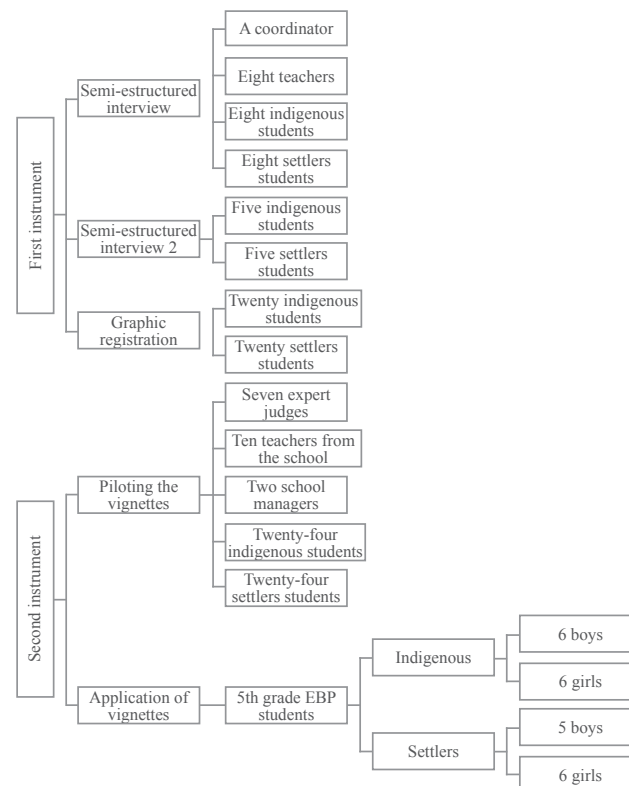 First instrument
Semi-estructured
interview
A coordinator
Eight teachers
Eight indigenous
students
Eight settlers
students
Semi-estructured
interview 2
Five indigenous
students
Five settlers
students
Graphic
registration
Twenty indigenous
students
Twenty settlers
students
Second instrument
Piloting the
vignettes
Seven expert
judges
Ten teachers from
the school
Two school
managers
Twenty-four
indigenous students
Twenty-four
settlers students
Application of
vignettes
5th grade EBP
students
Indigenous
6 boys
6 girls
Settlers
5 boys
6 girls